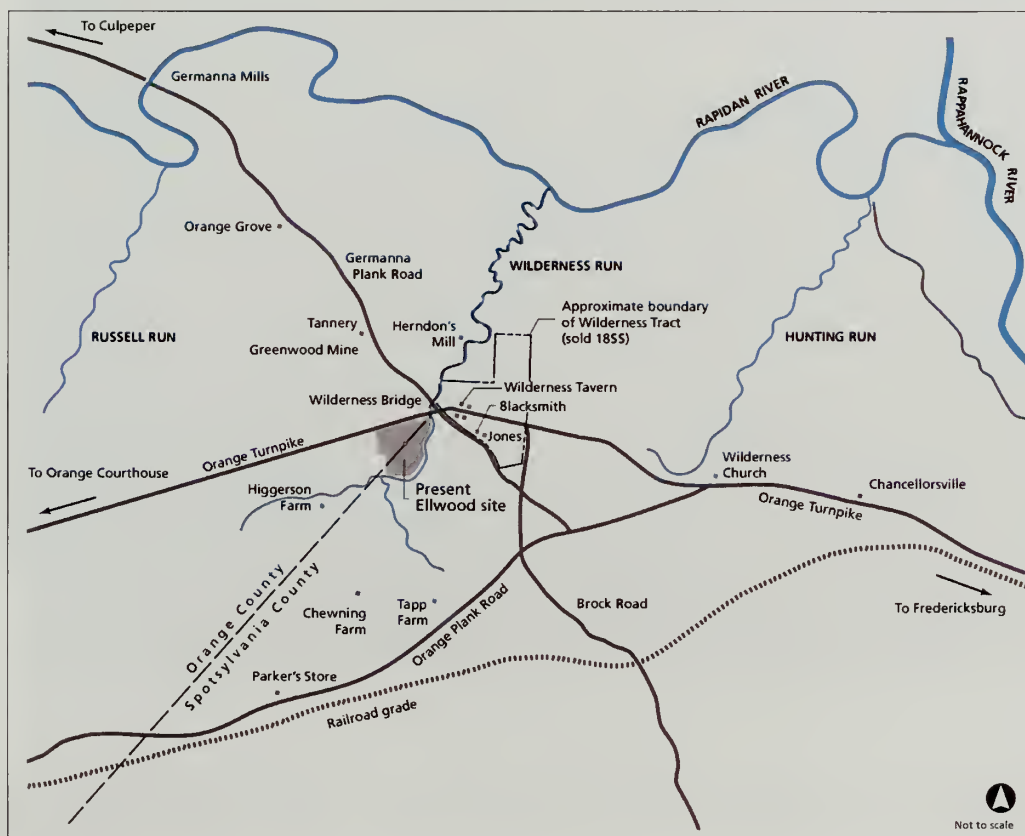 To Culpeper
Germanna Mills
RAPIDAN RIVER
RAPPAHANNOCK
RIVER
Orange Grove
Germanna
Plank Road
WILDERNESS RUN
RUSSELL RUN
Tannery
Greenwood Mine
Herndon's
Mill
Approximate boundary
of Wilderness Tract
(sold 18SS)
HUNTING RUN
Wilderness Bridge
Wilderness Tavern
8lacksmith
Jones
Orange Turnpike
To Orange Courthouse
Higgerson
Farm
Present
Ellwood site
Wilderness
Church
Chancellorsville
Orange Turnpike
To Fredericksburg
Orange County
Spotsylvania County
Chewning
Farm
Tapp
Farm
Orange Plank Road
Brock Road
Parker's Store
Railroad grade
Not to scale